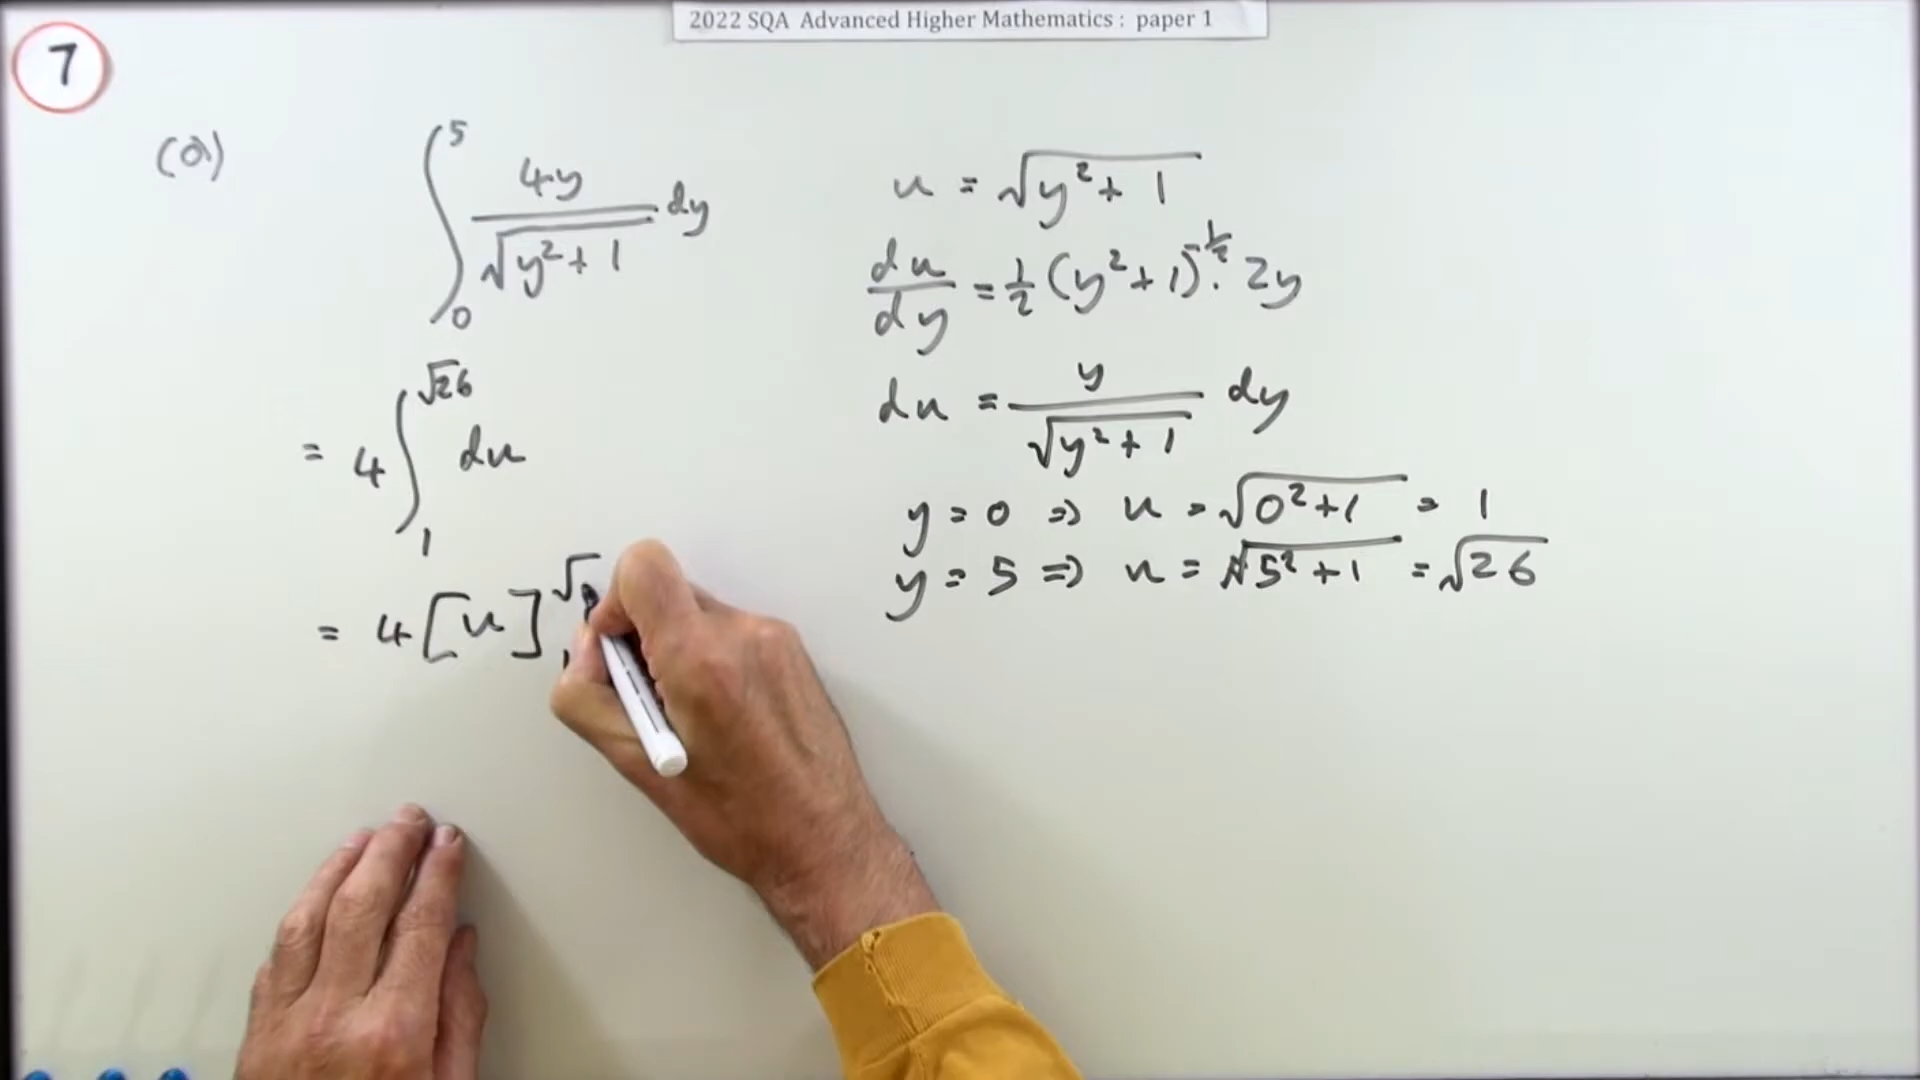 2022 SQA Advanced Higher Mathematics : paper 1
7
(a) ∫₀⁵ 4y/√(y²+1) dy
= 4 ∫₁^√26 du
= 4[u]₁^√
u = √(y²+1)
du/dy = ½(y²+1)^-½ . 2y
du = y/√(y²+1) dy
y = 0 ⇒ u = √(0²+1) = 1
y = 5 ⇒ u = √(5²+1) = √26